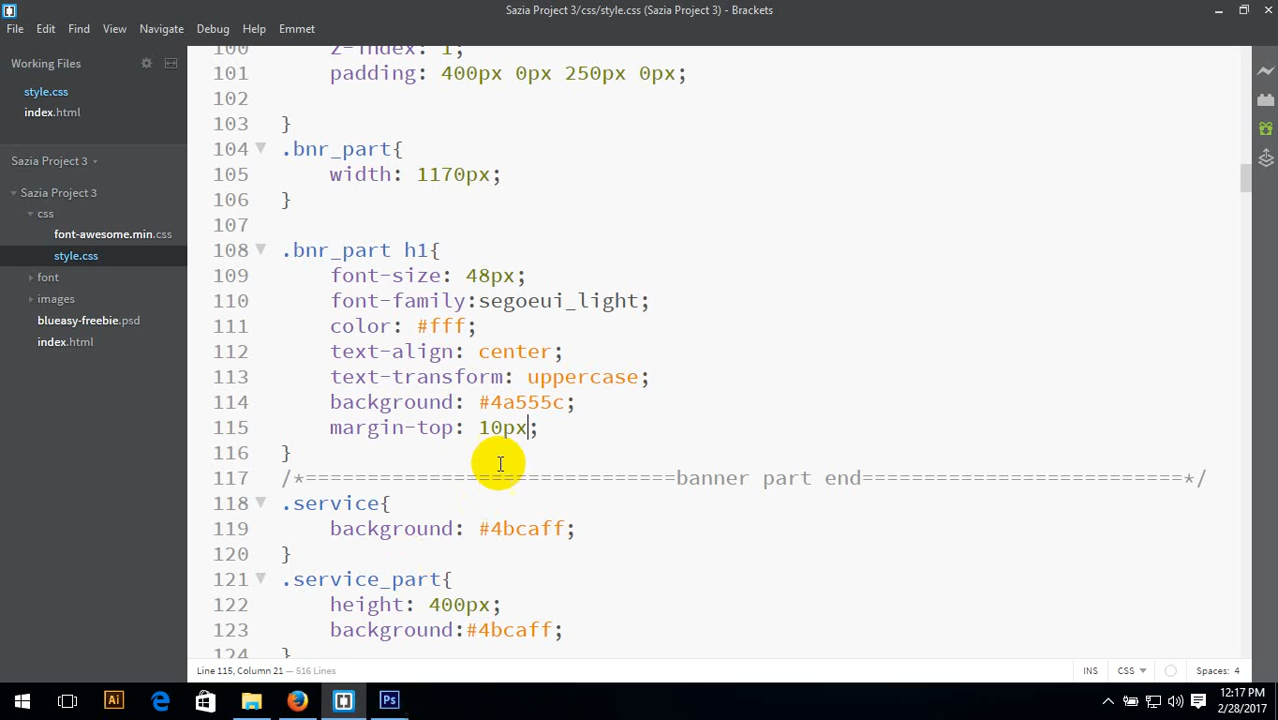 Sazia Project 3/css/style.css (Sazia Project 3) - Brackets
File Edit Find View Navigate Debug Help Emmet
Working Files
style.css
index.html
Sazia Project 3
Sazia Project 3
css
font-awesome.min.css
style.css
font
images
blueasy-freebie.psd
index.html
100 z-index: 1;
101 padding: 400px 0px 250px 0px;
102
103 }
104 .bnr_part{
105 width: 1170px;
106 }
107
108 .bnr_part h1{
109 font-size: 48px;
110 font-family:segoeui_light;
111 color: #fff;
112 text-align: center;
113 text-transform: uppercase;
114 background: #4a555c;
115 margin-top: 10px;
116 }
117 /*==============================banner part end==========================*/
118 .service{
119 background: #4bcaff;
120 }
121 .service_part{
122 height: 400px;
123 background:#4bcaff;
124 }
Line 115, Column 21 — 516 Lines
INS CSS Spaces: 4
12:17 PM
2/28/2017